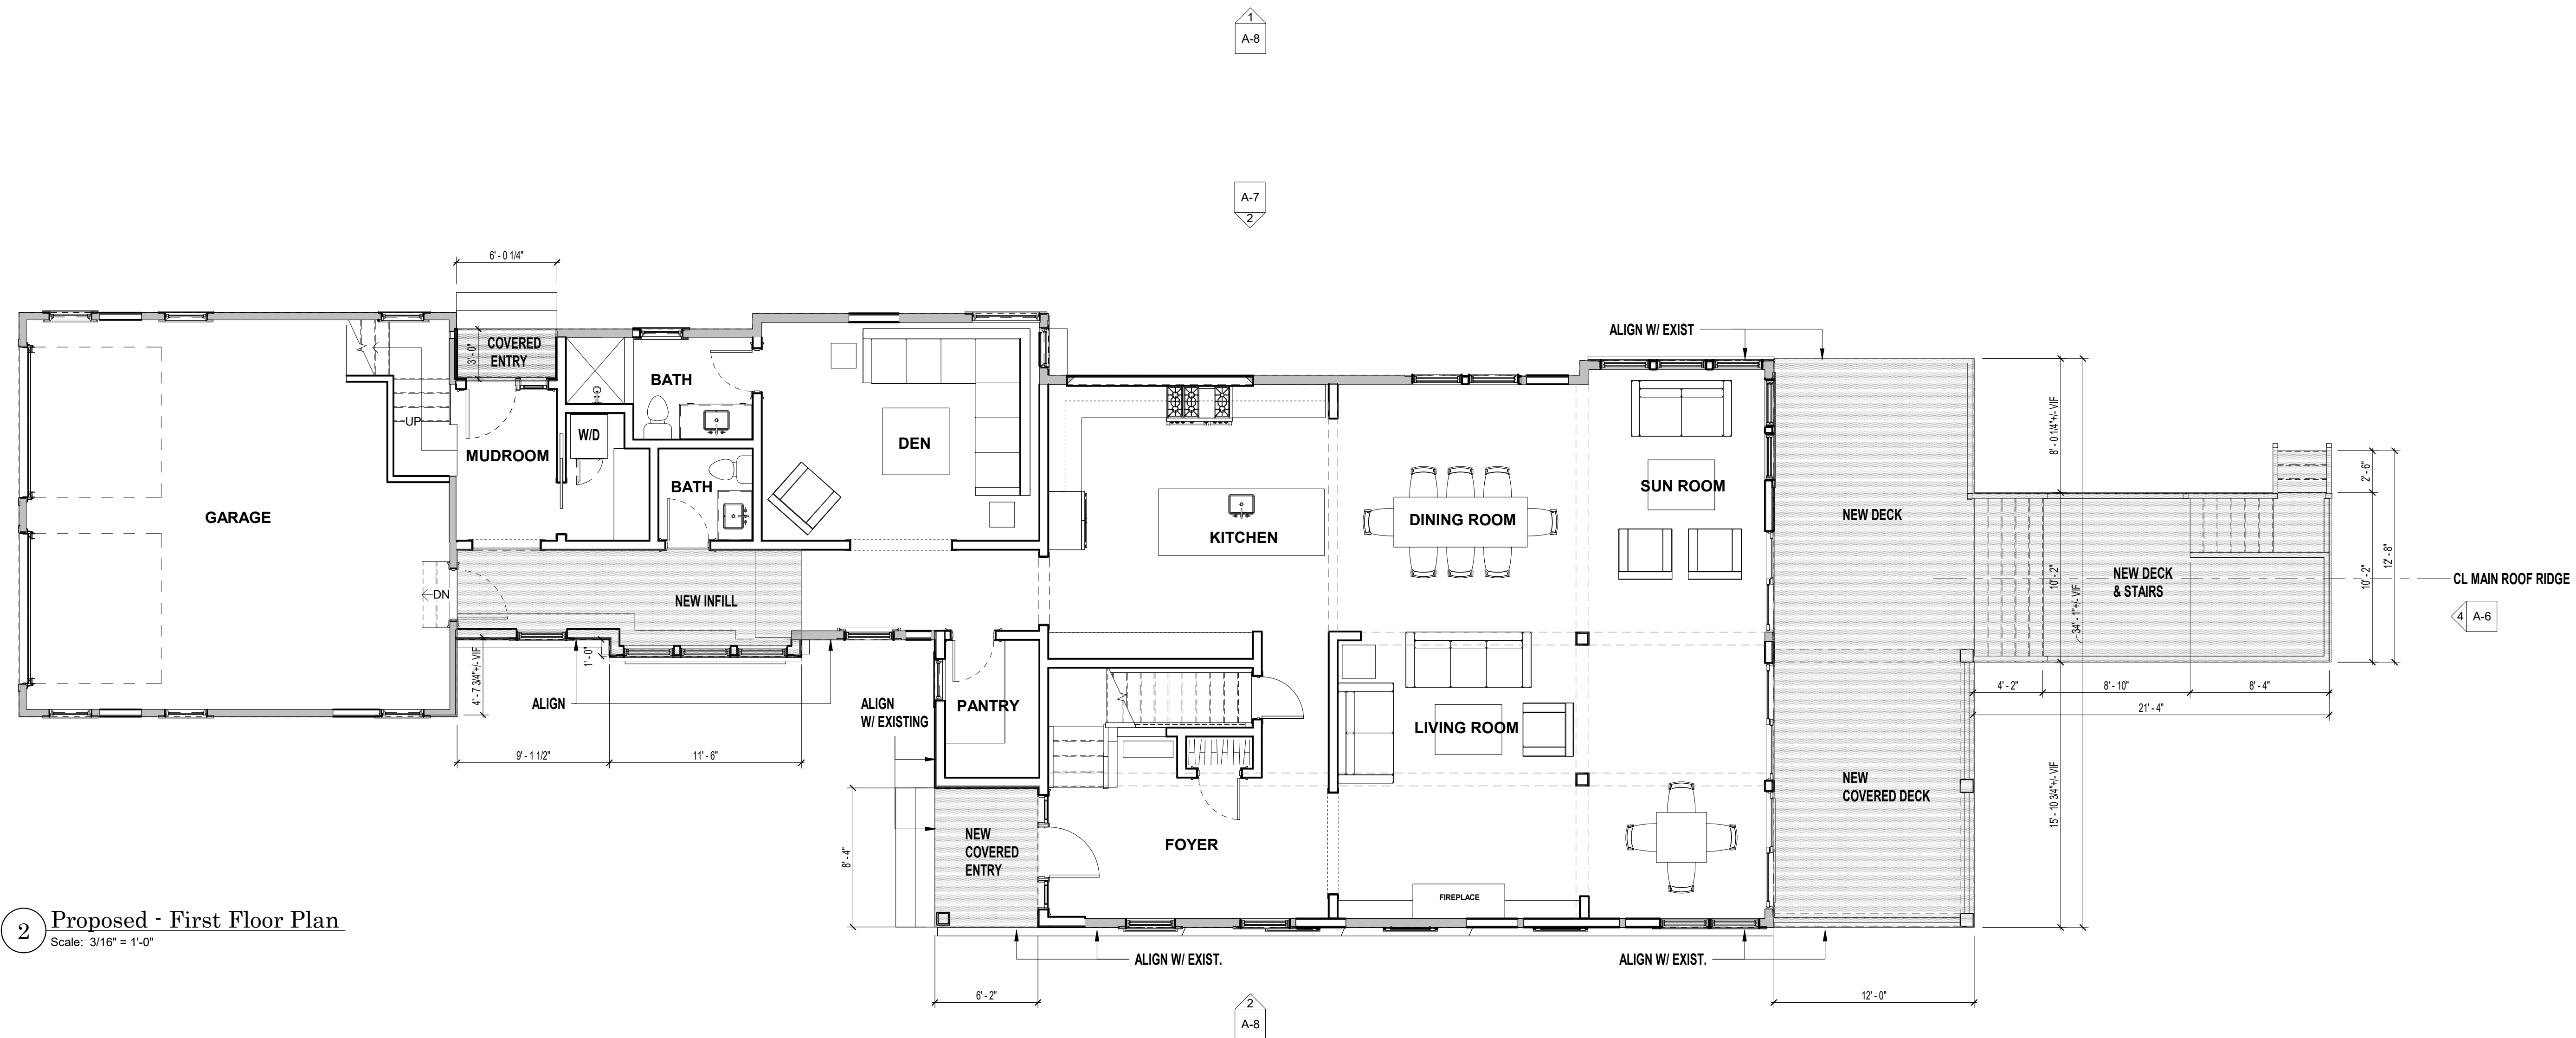 1
A-8
A-7
2
6' - 0 1/4"
3' - 0"
COVERED
ENTRY
ALIGN W/ EXIST
BATH
UP
W/D
MUDROOM
BATH
DEN
GARAGE
KITCHEN
DINING ROOM
SUN ROOM
NEW DECK
8' - 0 1/4"+/- VIF
2' - 6"
12' - 8"
10' - 2"
10' - 2"
34' - 1"+/- VIF
NEW DECK
& STAIRS
CL MAIN ROOF RIDGE
4
A-6
DN
NEW INFILL
1' - 0"
4' - 7 3/4"+/- VIF
ALIGN
ALIGN
W/ EXISTING
PANTRY
LIVING ROOM
4' - 2"
8' - 10"
8' - 4"
21' - 4"
9' - 1 1/2"
11' - 6"
NEW
COVERED DECK
15' - 10 3/4"+/- VIF
8' - 4"
NEW
COVERED
ENTRY
FOYER
FIREPLACE
2
Proposed - First Floor Plan
Scale: 3/16" = 1'-0"
ALIGN W/ EXIST.
ALIGN W/ EXIST.
6' - 2"
12' - 0"
2
A-8